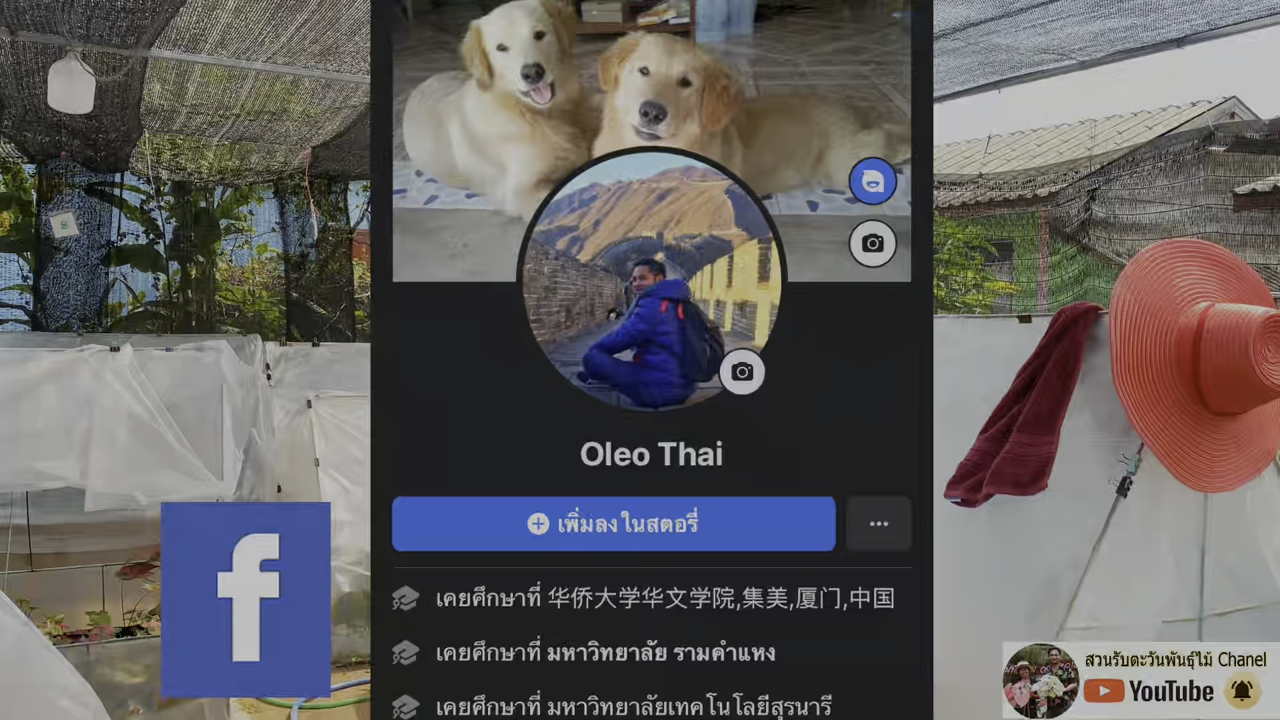 Oleo Thai
เพิ่มลงในสตอรี่
เคยศึกษาที่ 华侨大学华文学院,集美,厦门,中国
เคยศึกษาที่ มหาวิทยาลัย รามคำแหง
เคยศึกษาที่ มหาวิทยาลัยเทคโนโลยีสุรนารี
สวนรับตะวันพันธุ์ไม้ Channel
YouTube